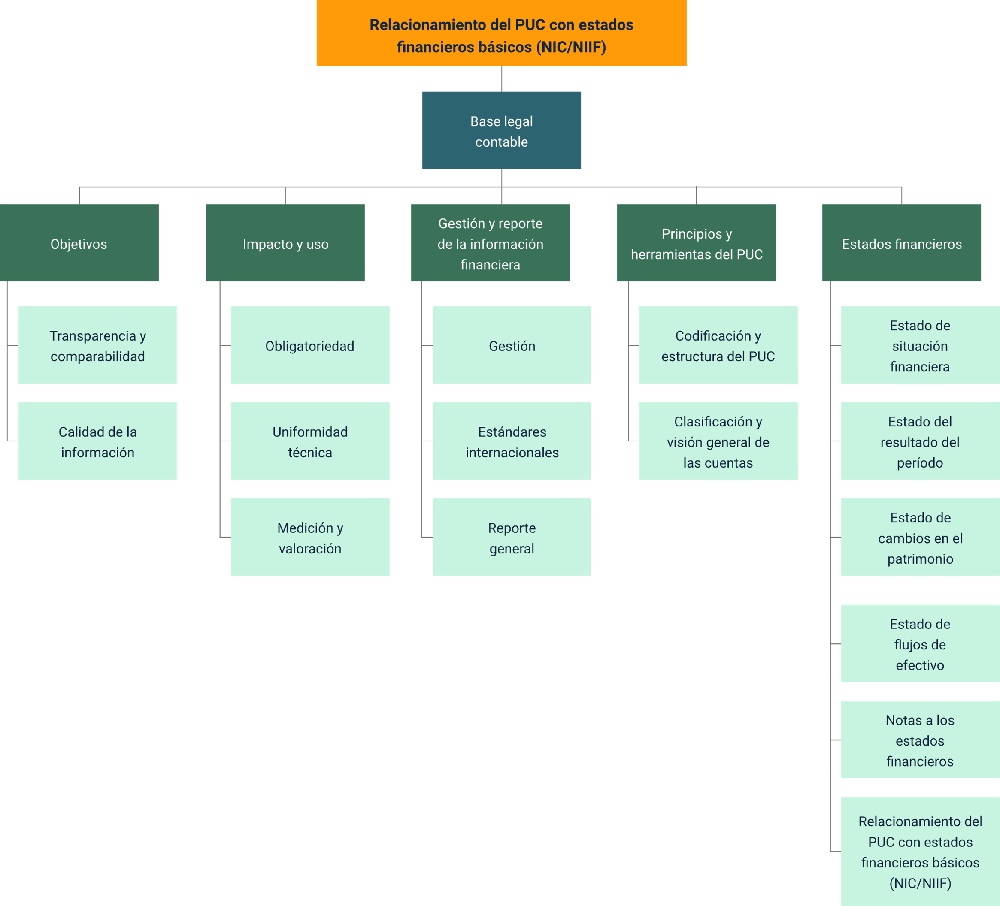 Relacionamiento del PUC con estados
financieros básicos (NIC/NIIF)
Base legal
contable
Objetivos
Transparencia y
comparabilidad
Calidad de la
información
Impacto y uso
Obligatoriedad
Uniformidad
técnica
Medición y
valoración
Gestión y reporte
de la información
financiera
Gestión
Estándares
internacionales
Reporte
general
Principios y
herramientas del PUC
Codificación y
estructura del PUC
Clasificación y
visión general de
las cuentas
Estados financieros
Estado de
situación
financiera
Estado del
resultado del
período
Estado de
cambios en el
patrimonio
Estado de
flujos de
efectivo
Notas a los
estados
financieros
Relacionamiento del
PUC con estados
financieros básicos
(NIC/NIIF)